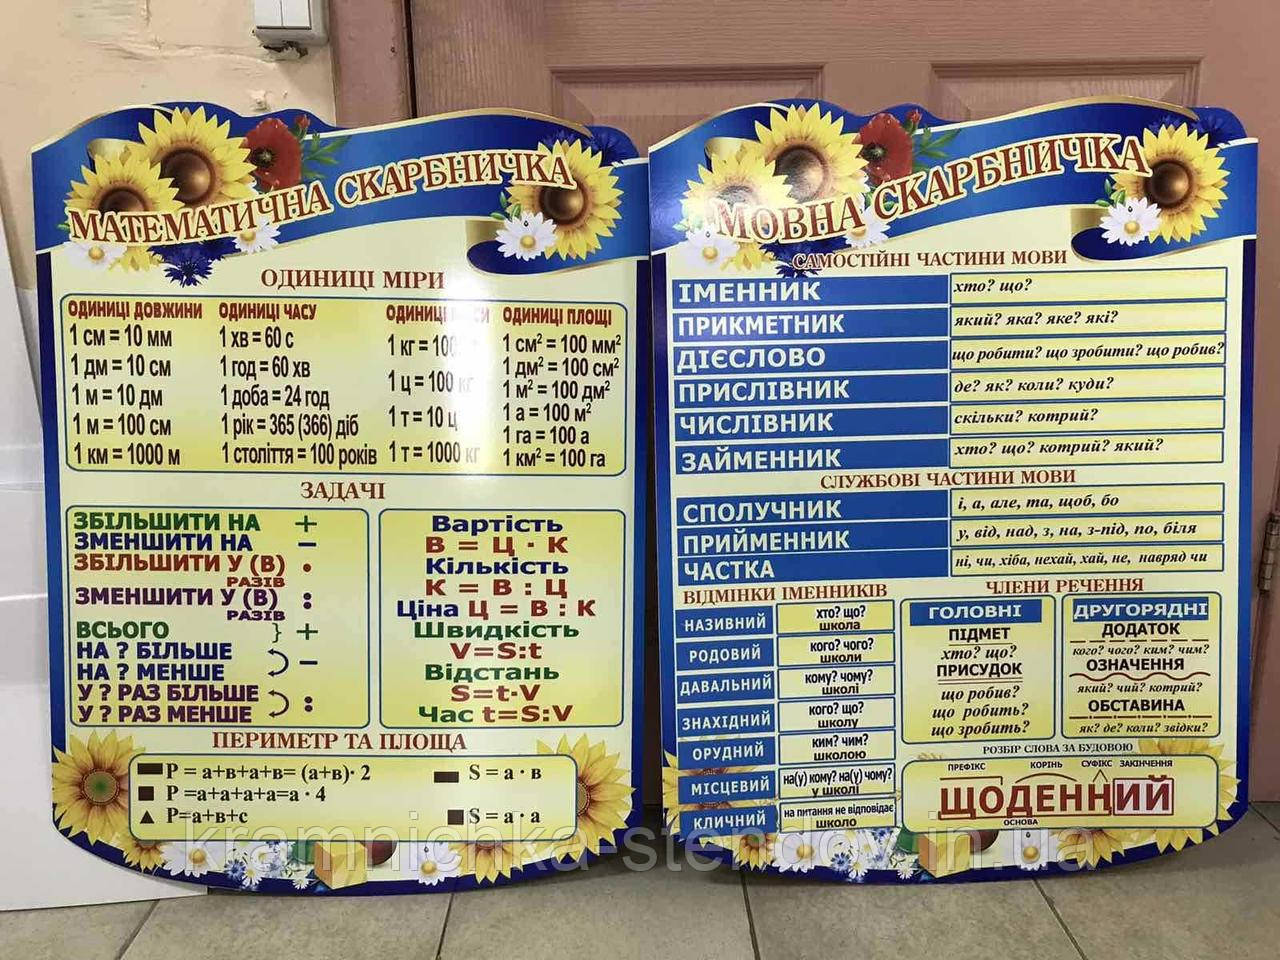 МАТЕМАТИЧНА СКАРБНИЧКА
ОДИНИЦІ МІРИ
ОДИНИЦІ ДОВЖИНИ
1 см = 10 мм
1 дм = 10 см
1 м = 10 дм
1 м = 100 см
1 км = 1000 м
ОДИНИЦІ ЧАСУ
1 хв = 60 с
1 год = 60 хв
1 доба = 24 год
1 рік = 365 (366) діб
1 століття = 100 років
ОДИНИЦІ
1 кг = 100
1 ц = 100 кг
1 т = 10 ц
1 т = 1000 кг
ОДИНИЦІ ПЛОЩІ
1 см² = 100 мм²
1 дм² = 100 см²
1 м² = 100 дм²
1 а = 100 м²
1 га = 100 а
1 км² = 100 га
ЗАДАЧІ
ЗБІЛЬШИТИ НА +
ЗМЕНШИТИ НА −
ЗБІЛЬШИТИ У (В) •
РАЗІВ
ЗМЕНШИТИ У (В) :
РАЗІВ
ВСЬОГО } +
НА ? БІЛЬШЕ
НА ? МЕНШЕ −
У ? РАЗ БІЛЬШЕ
У ? РАЗ МЕНШЕ :
Вартість
В = Ц · К
Кількість
К = В : Ц
Ціна Ц = В : К
Швидкість
V=S:t
Відстань
S=t·V
Час t=S:V
ПЕРИМЕТР ТА ПЛОЩА
P = а+в+а+в= (а+в)· 2
P =а+а+а+а=а · 4
P=а+в+с
S = а · в
S = а · а
МОВНА СКАРБНИЧКА
САМОСТІЙНІ ЧАСТИНИ МОВИ
ІМЕННИК хто? що?
ПРИКМЕТНИК який? яка? яке? які?
ДІЄСЛОВО що робити? що зробити? що робив?
ПРИСЛІВНИК де? як? коли? куди?
ЧИСЛІВНИК скільки? котрий?
ЗАЙМЕННИК хто? що? котрий? який?
СЛУЖБОВІ ЧАСТИНИ МОВИ
СПОЛУЧНИК і, а, але, та, щоб, бо
ПРИЙМЕННИК у, від, над, з, на, з-під, по, біля
ЧАСТКА ні, чи, хіба, нехай, хай, не, навряд чи
ВІДМІНКИ ІМЕННИКІВ
НАЗИВНИЙ хто? що?
школа
РОДОВИЙ кого? чого?
школи
ДАВАЛЬНИЙ кому? чому?
школі
ЗНАХІДНИЙ кого? що?
школу
ОРУДНИЙ ким? чим?
школою
МІСЦЕВИЙ на(у) кому? на(у) чому?
у школі
КЛИЧНИЙ на питання не відповідає
школо
ЧЛЕНИ РЕЧЕННЯ
ГОЛОВНІ
ПІДМЕТ
хто? що?
ПРИСУДОК
що робив?
що робить?
що зробить?
ДРУГОРЯДНІ
ДОДАТОК
кого? чого? ким? чим?
ОЗНАЧЕННЯ
який? чий? котрий?
ОБСТАВИНА
як? де? коли? звідки?
РОЗБІР СЛОВА ЗА БУДОВОЮ
ПРЕФІКС КОРІНЬ СУФІКС ЗАКІНЧЕННЯ
ЩОДЕННИЙ
ОСНОВА
kramnichka-stendov.in.ua